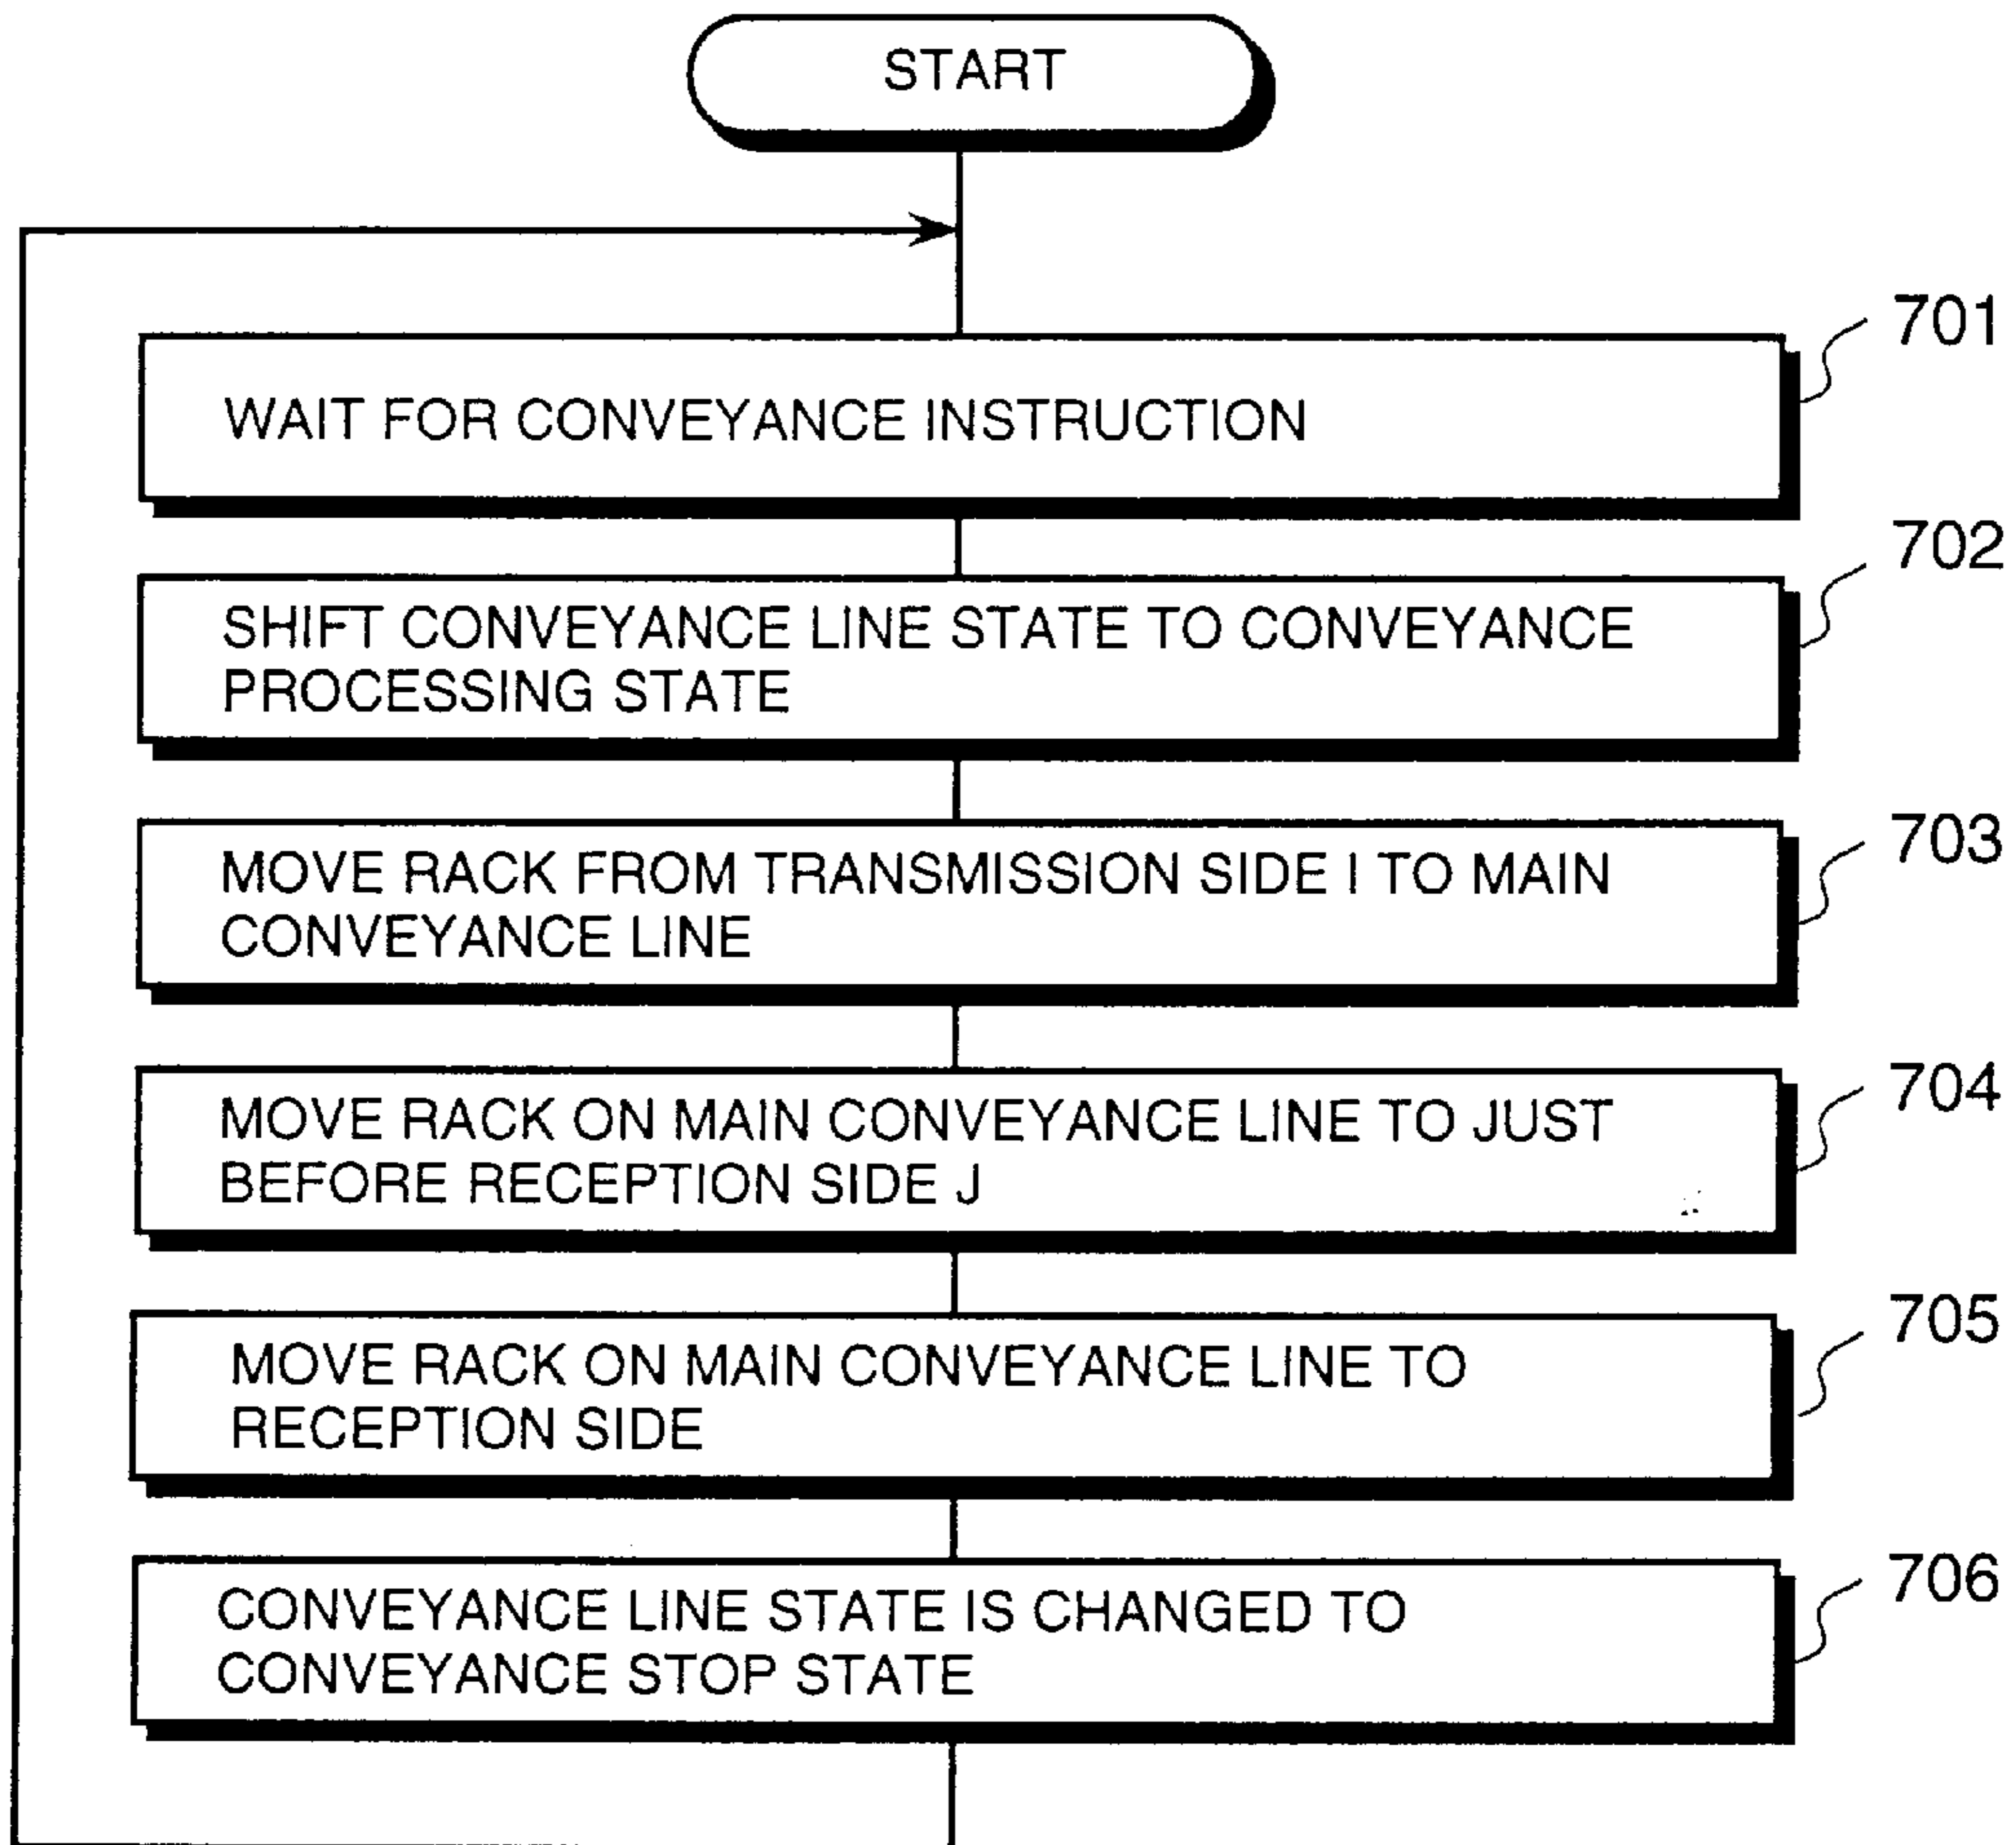 START
701
WAIT FOR CONVEYANCE INSTRUCTION
702
SHIFT CONVEYANCE LINE STATE TO CONVEYANCE
PROCESSING STATE
703
MOVE RACK FROM TRANSMISSION SIDE I TO MAIN
CONVEYANCE LINE
704
MOVE RACK ON MAIN CONVEYANCE LINE TO JUST
BEFORE RECEPTION SIDE J
705
MOVE RACK ON MAIN CONVEYANCE LINE TO
RECEPTION SIDE
706
CONVEYANCE LINE STATE IS CHANGED TO
CONVEYANCE STOP STATE